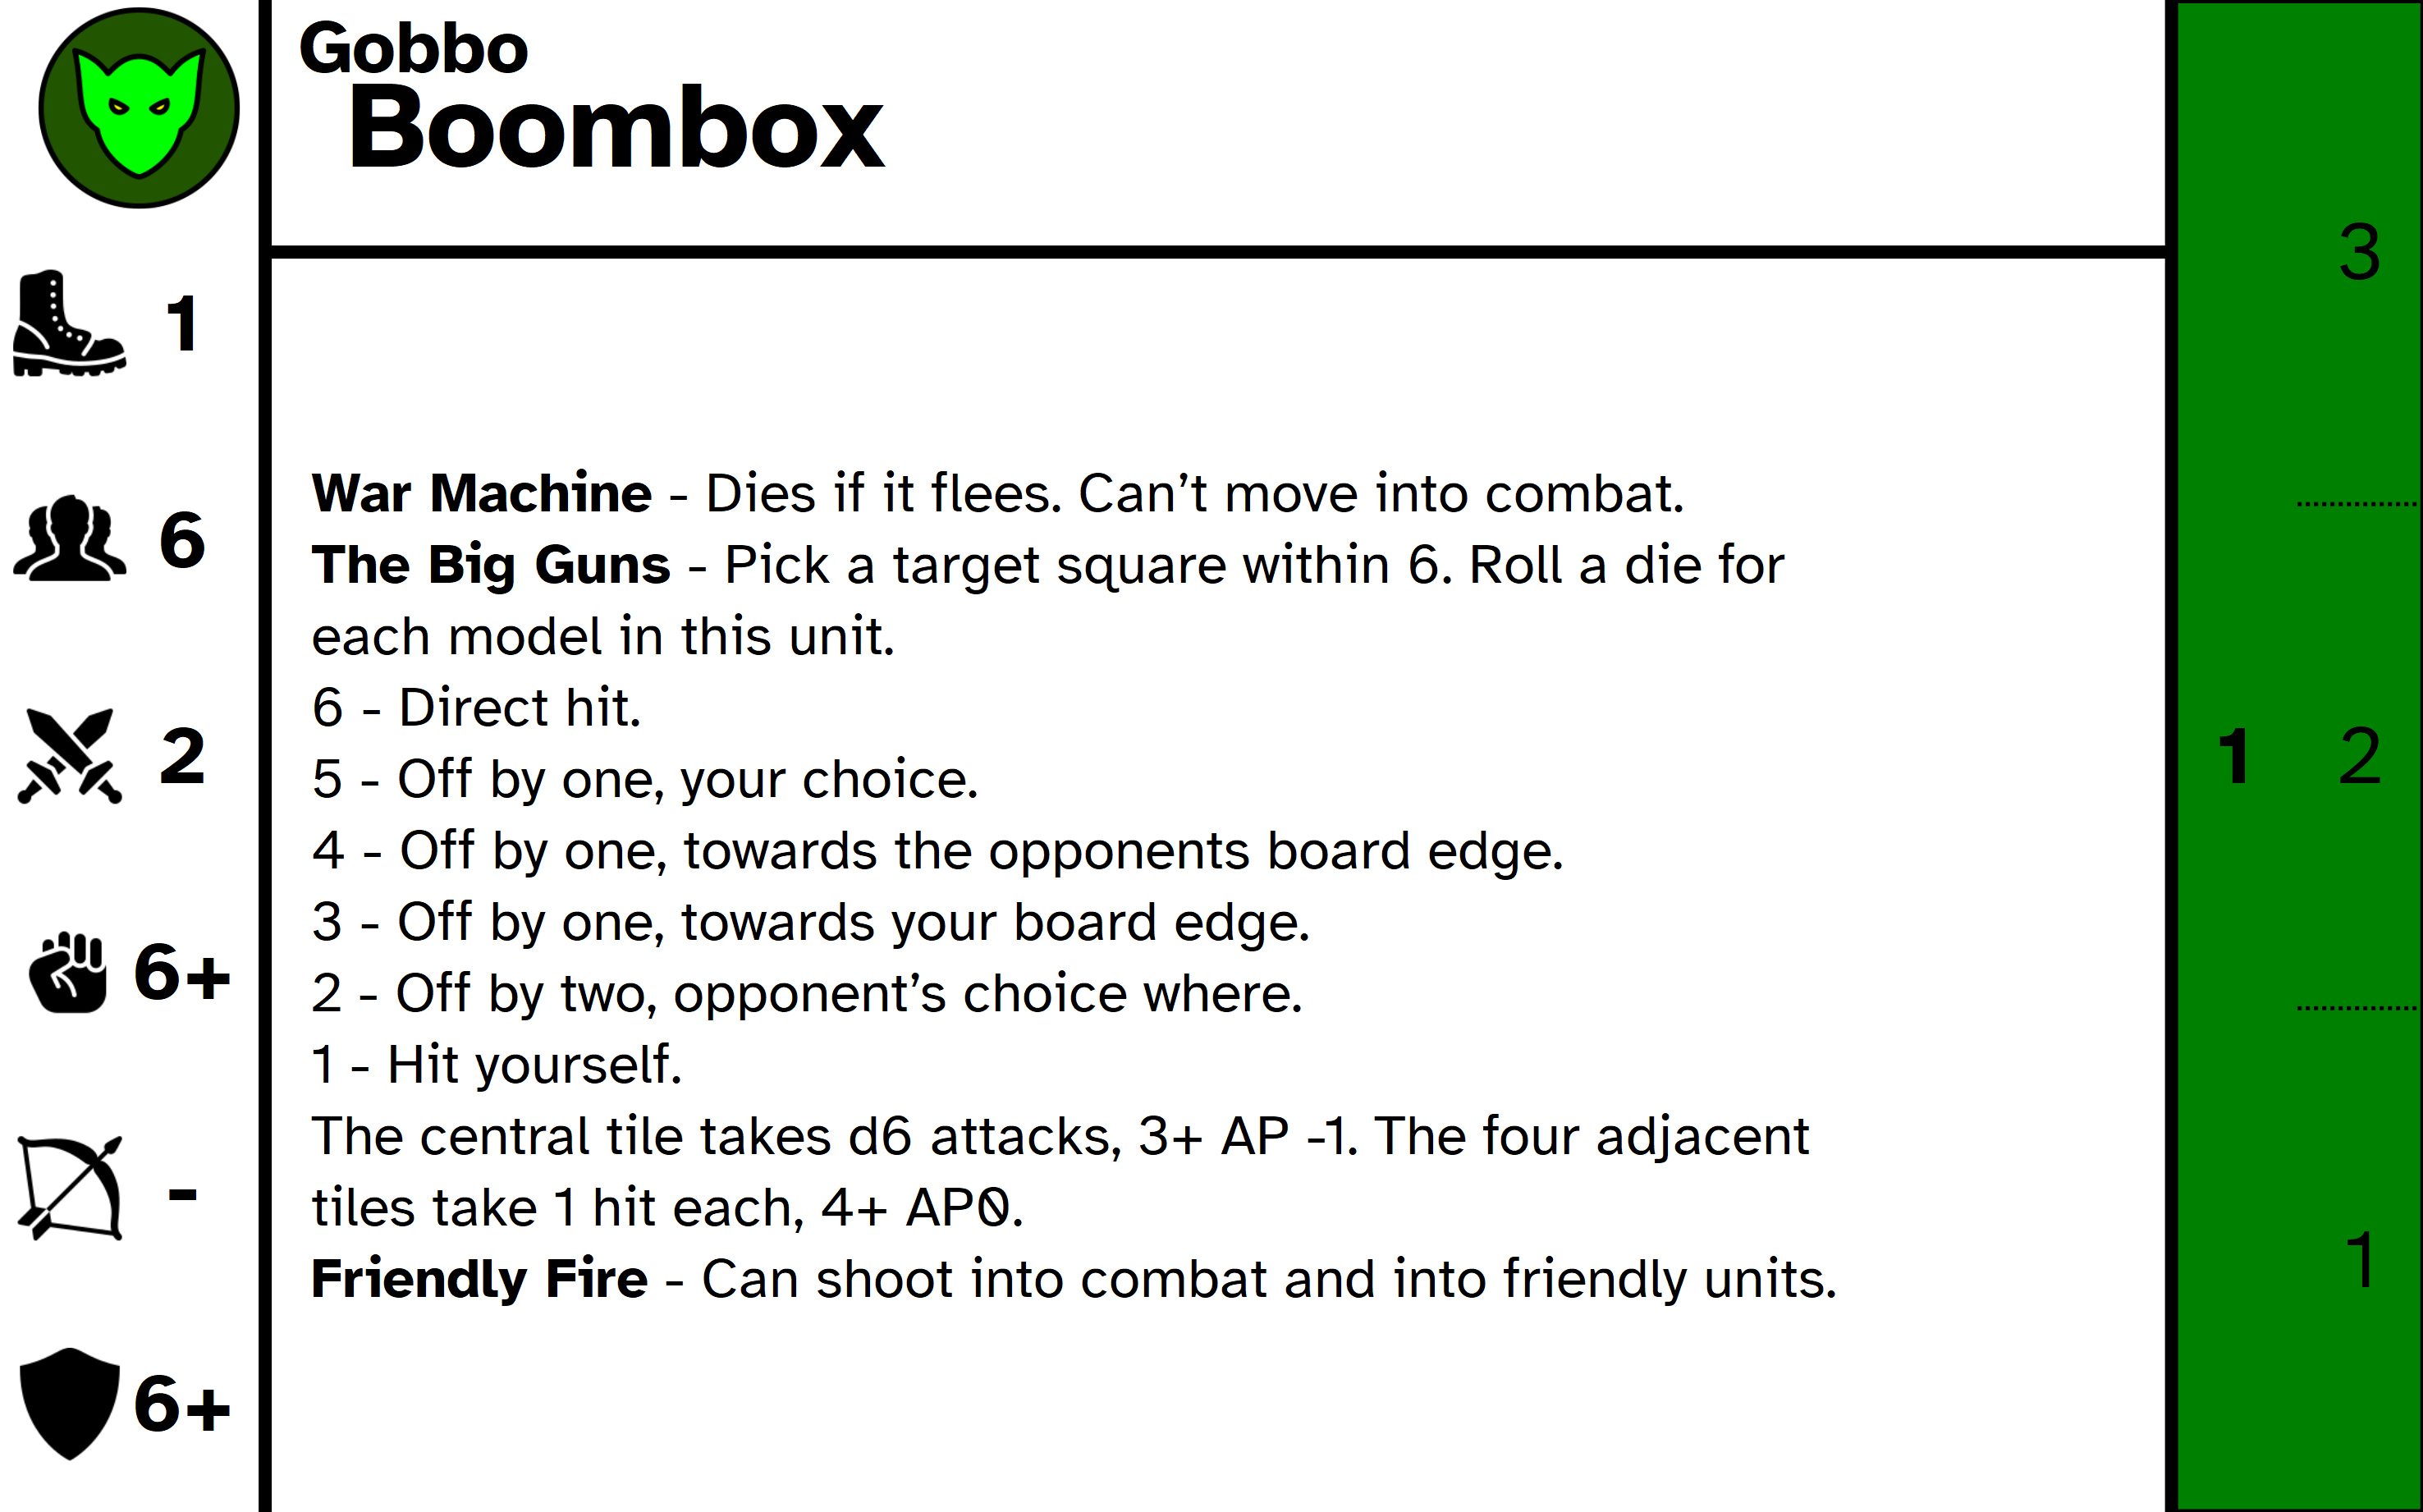 Gobbo
Boombox
1
6
2
6+
-
6+
War Machine - Dies if it flees. Can’t move into combat.
The Big Guns - Pick a target square within 6. Roll a die for
each model in this unit.
6 - Direct hit.
5 - Off by one, your choice.
4 - Off by one, towards the opponents board edge.
3 - Off by one, towards your board edge.
2 - Off by two, opponent’s choice where.
1 - Hit yourself.
The central tile takes d6 attacks, 3+ AP -1. The four adjacent
tiles take 1 hit each, 4+ AP0.
Friendly Fire - Can shoot into combat and into friendly units.
3
1 2
1